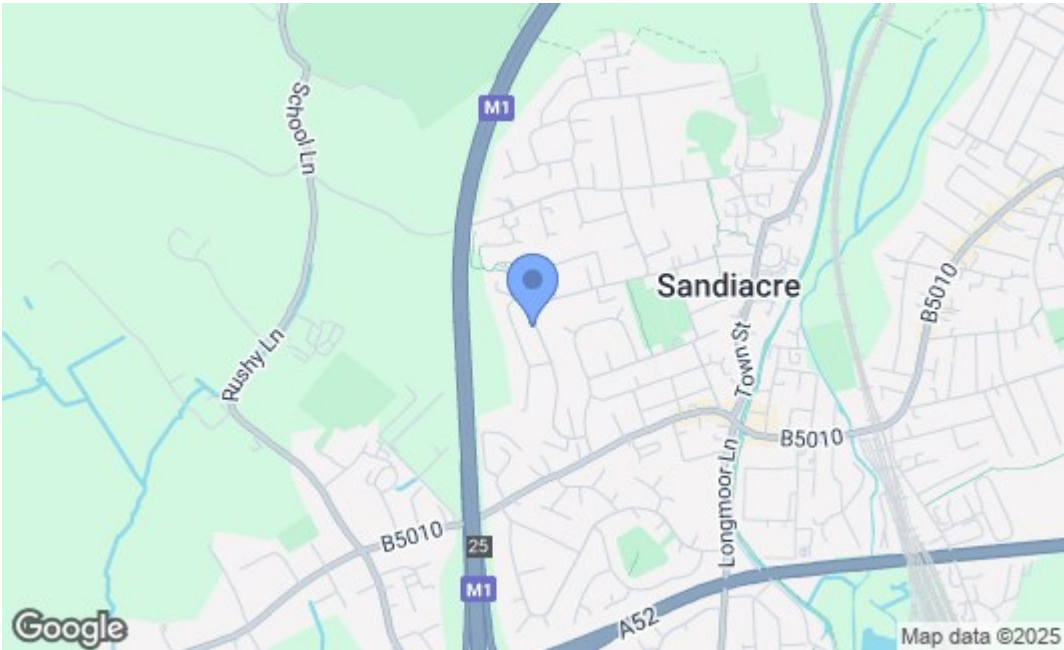 M1
School Ln
Sandiacre
B5010
Town St
Rushy Ln
B5010
Longmoor Ln
B5010
25
M1
A52
Google
Map data ©2025